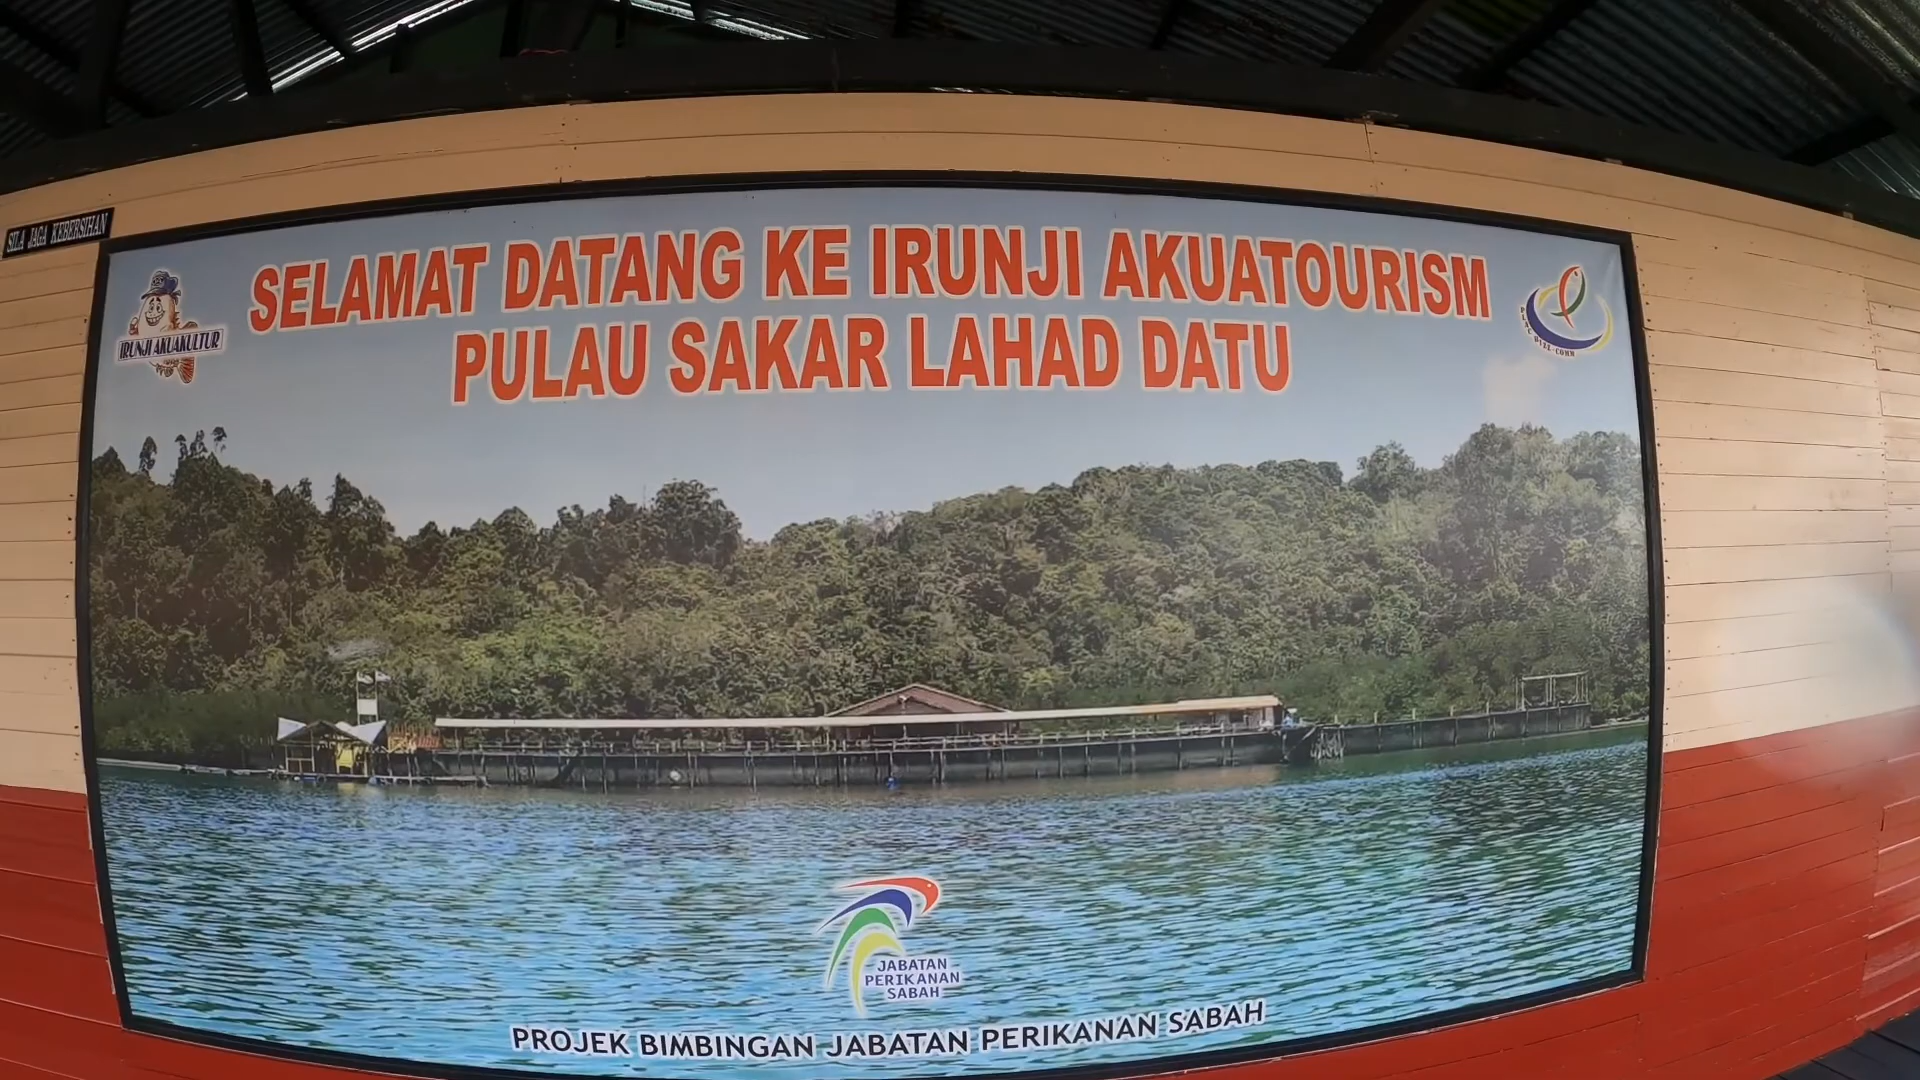 SILA JAGA KEBERSIHAN
SELAMAT DATANG KE IRUNJI AKUATOURISM
PULAU SAKAR LAHAD DATU
IRUNJI AKUAKULTUR
JABATAN
PERIKANAN
SABAH
PROJEK BIMBINGAN JABATAN PERIKANAN SABAH